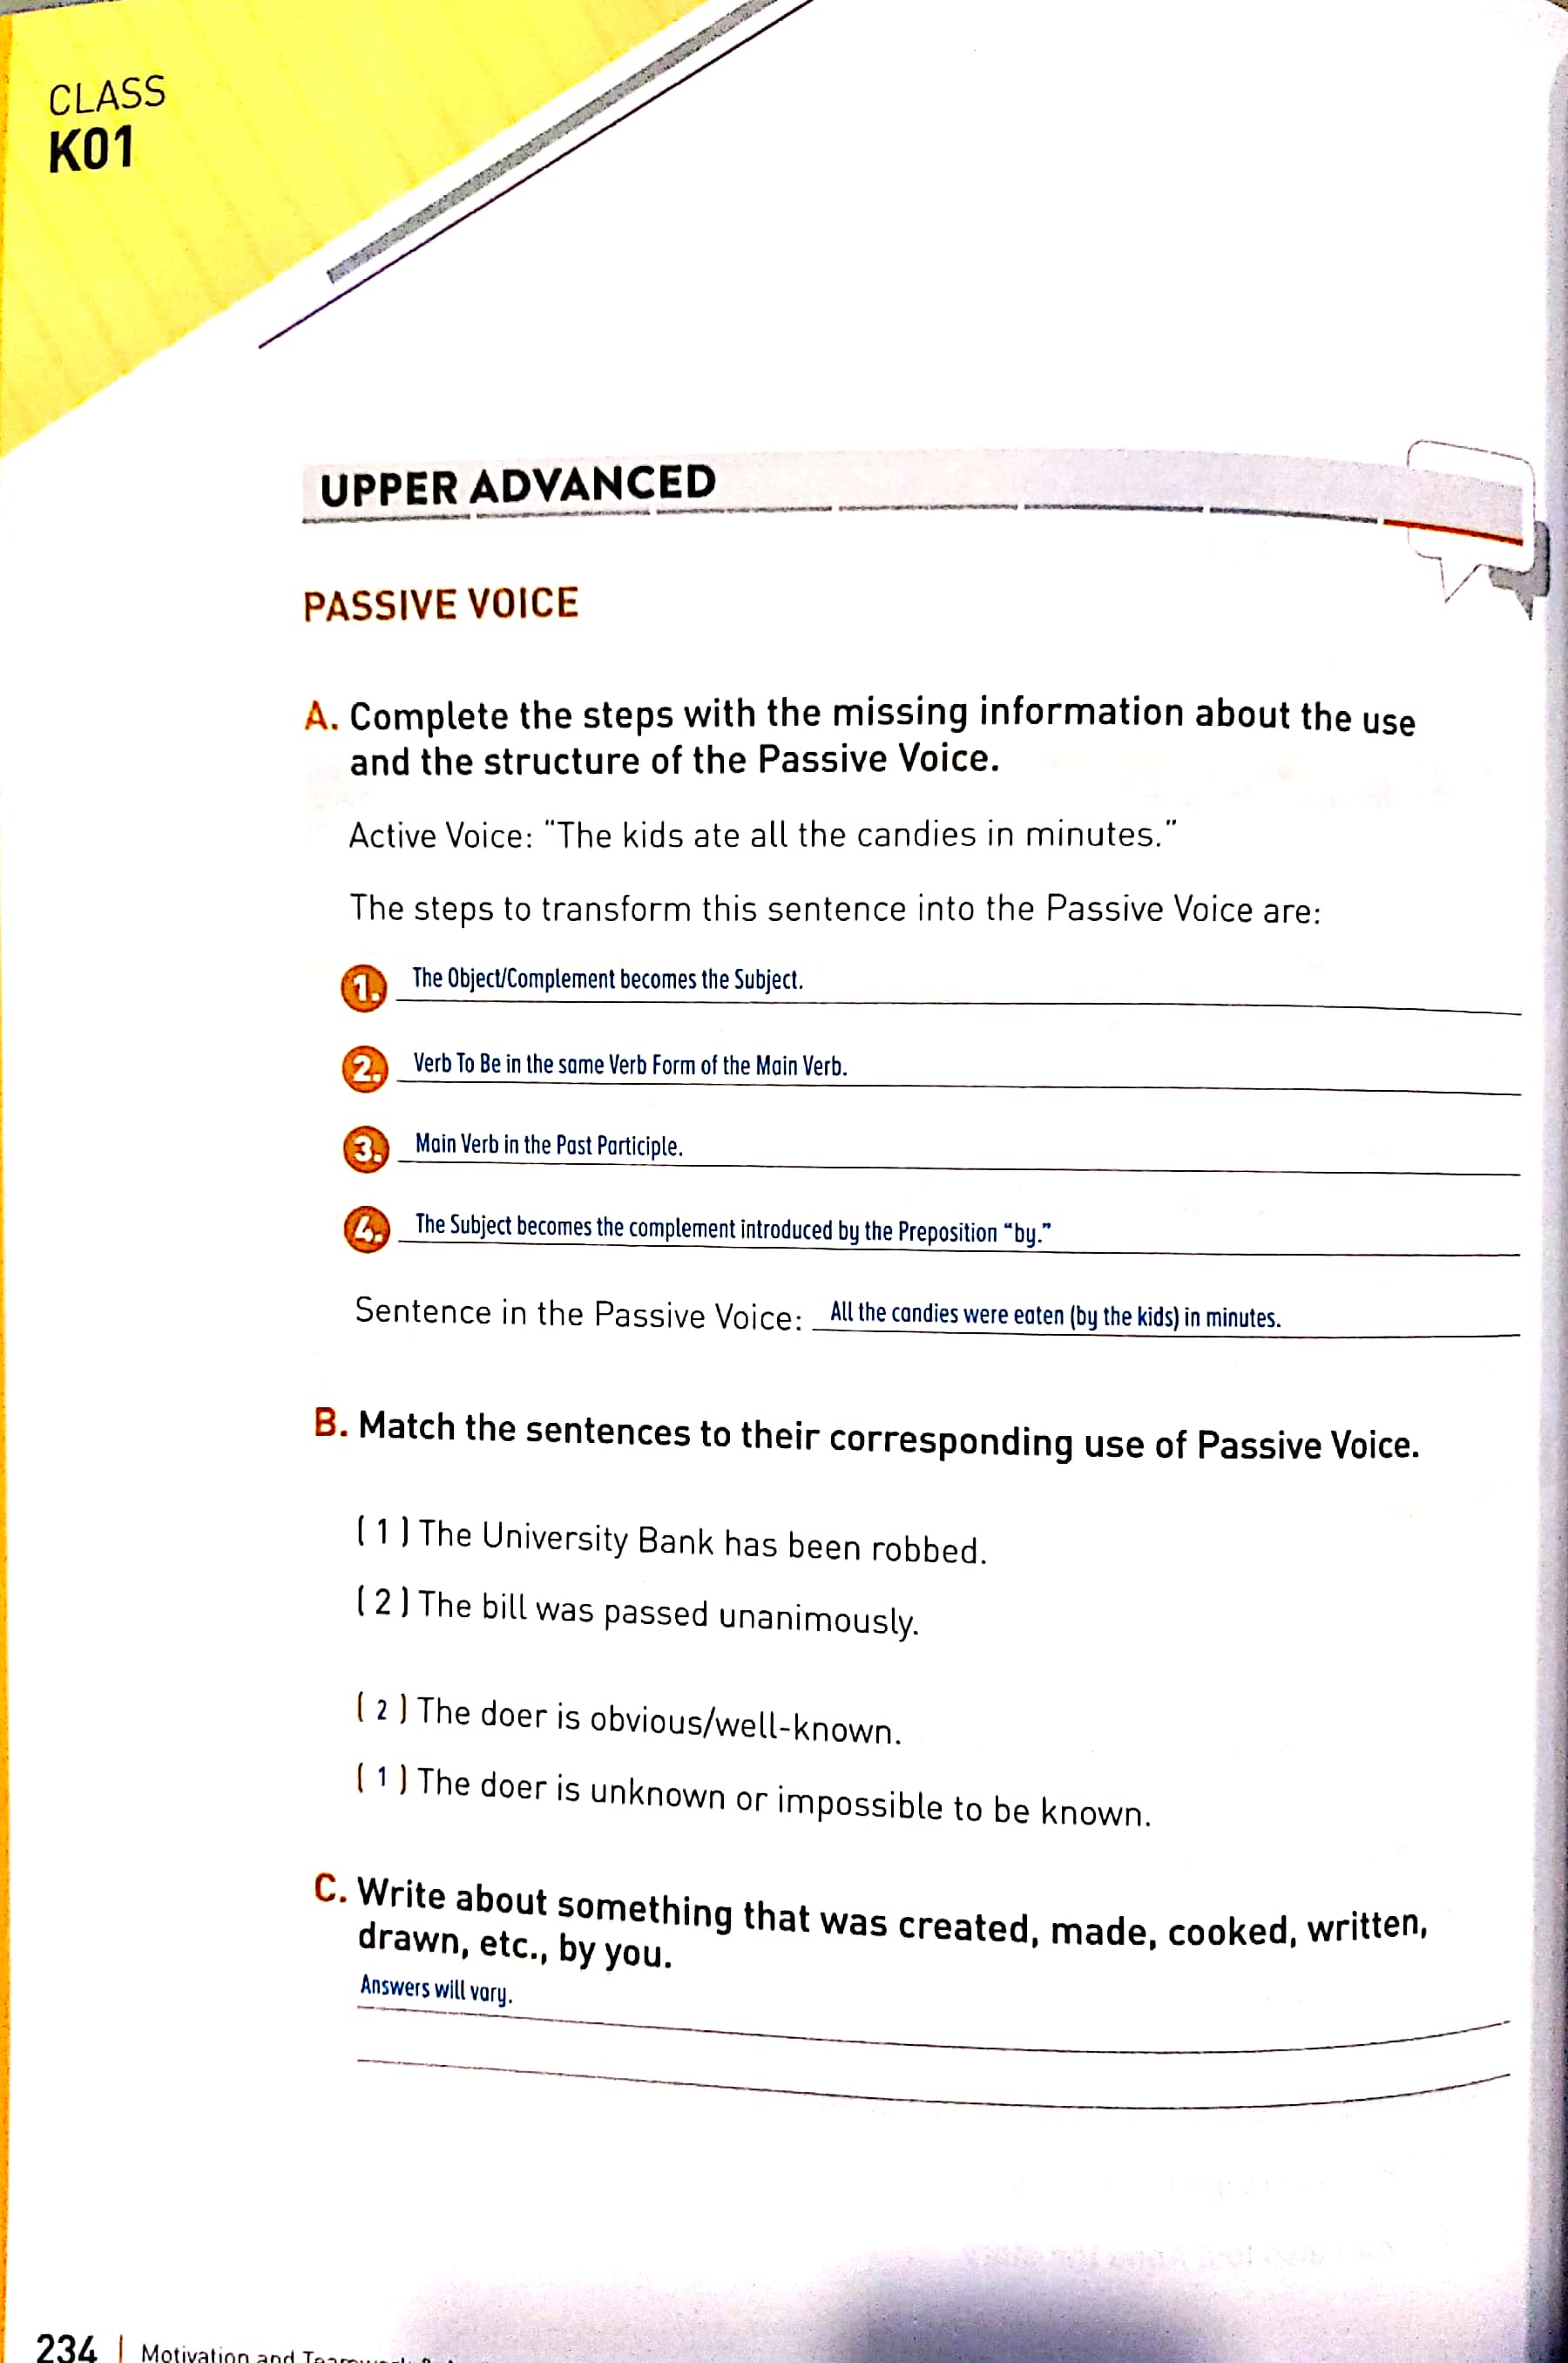 CLASS
K01
UPPER ADVANCED
PASSIVE VOICE
A. Complete the steps with the missing information about the use
and the structure of the Passive Voice.
Active Voice: "The kids ate all the candies in minutes."
The steps to transform this sentence into the Passive Voice are:
1. The Object/Complement becomes the Subject.
2. Verb To Be in the same Verb Form of the Main Verb.
3. Main Verb in the Past Participle.
4. The Subject becomes the complement introduced by the Preposition "by."
Sentence in the Passive Voice: All the candies were eaten (by the kids) in minutes.
B. Match the sentences to their corresponding use of Passive Voice.
( 1 ) The University Bank has been robbed.
( 2 ) The bill was passed unanimously.
( 2 ) The doer is obvious/well-known.
( 1 ) The doer is unknown or impossible to be known.
C. Write about something that was created, made, cooked, written,
drawn, etc., by you.
Answers will vary.
234 | Motivation and Teamwork